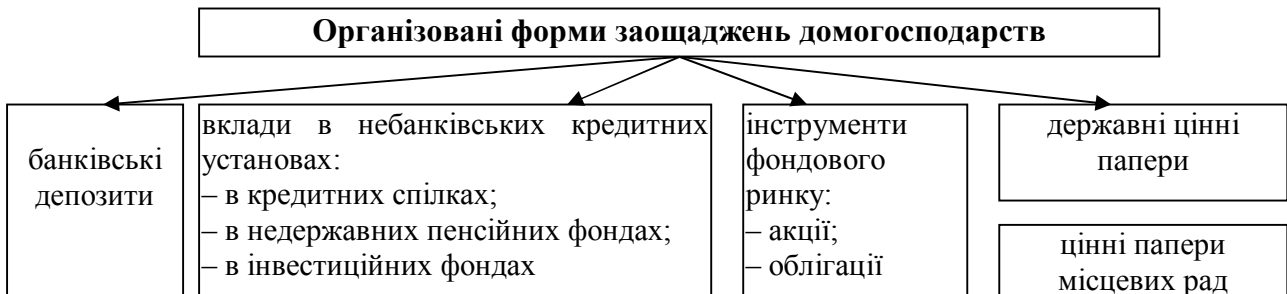 Організовані форми заощаджень домогосподарств
банківські
депозити
вклади в небанківських кредитних
установах:
– в кредитних спілках;
– в недержавних пенсійних фондах;
– в інвестиційних фондах
інструменти
фондового
ринку:
– акції;
– облігації
державні цінні
папери
цінні папери
місцевих рад